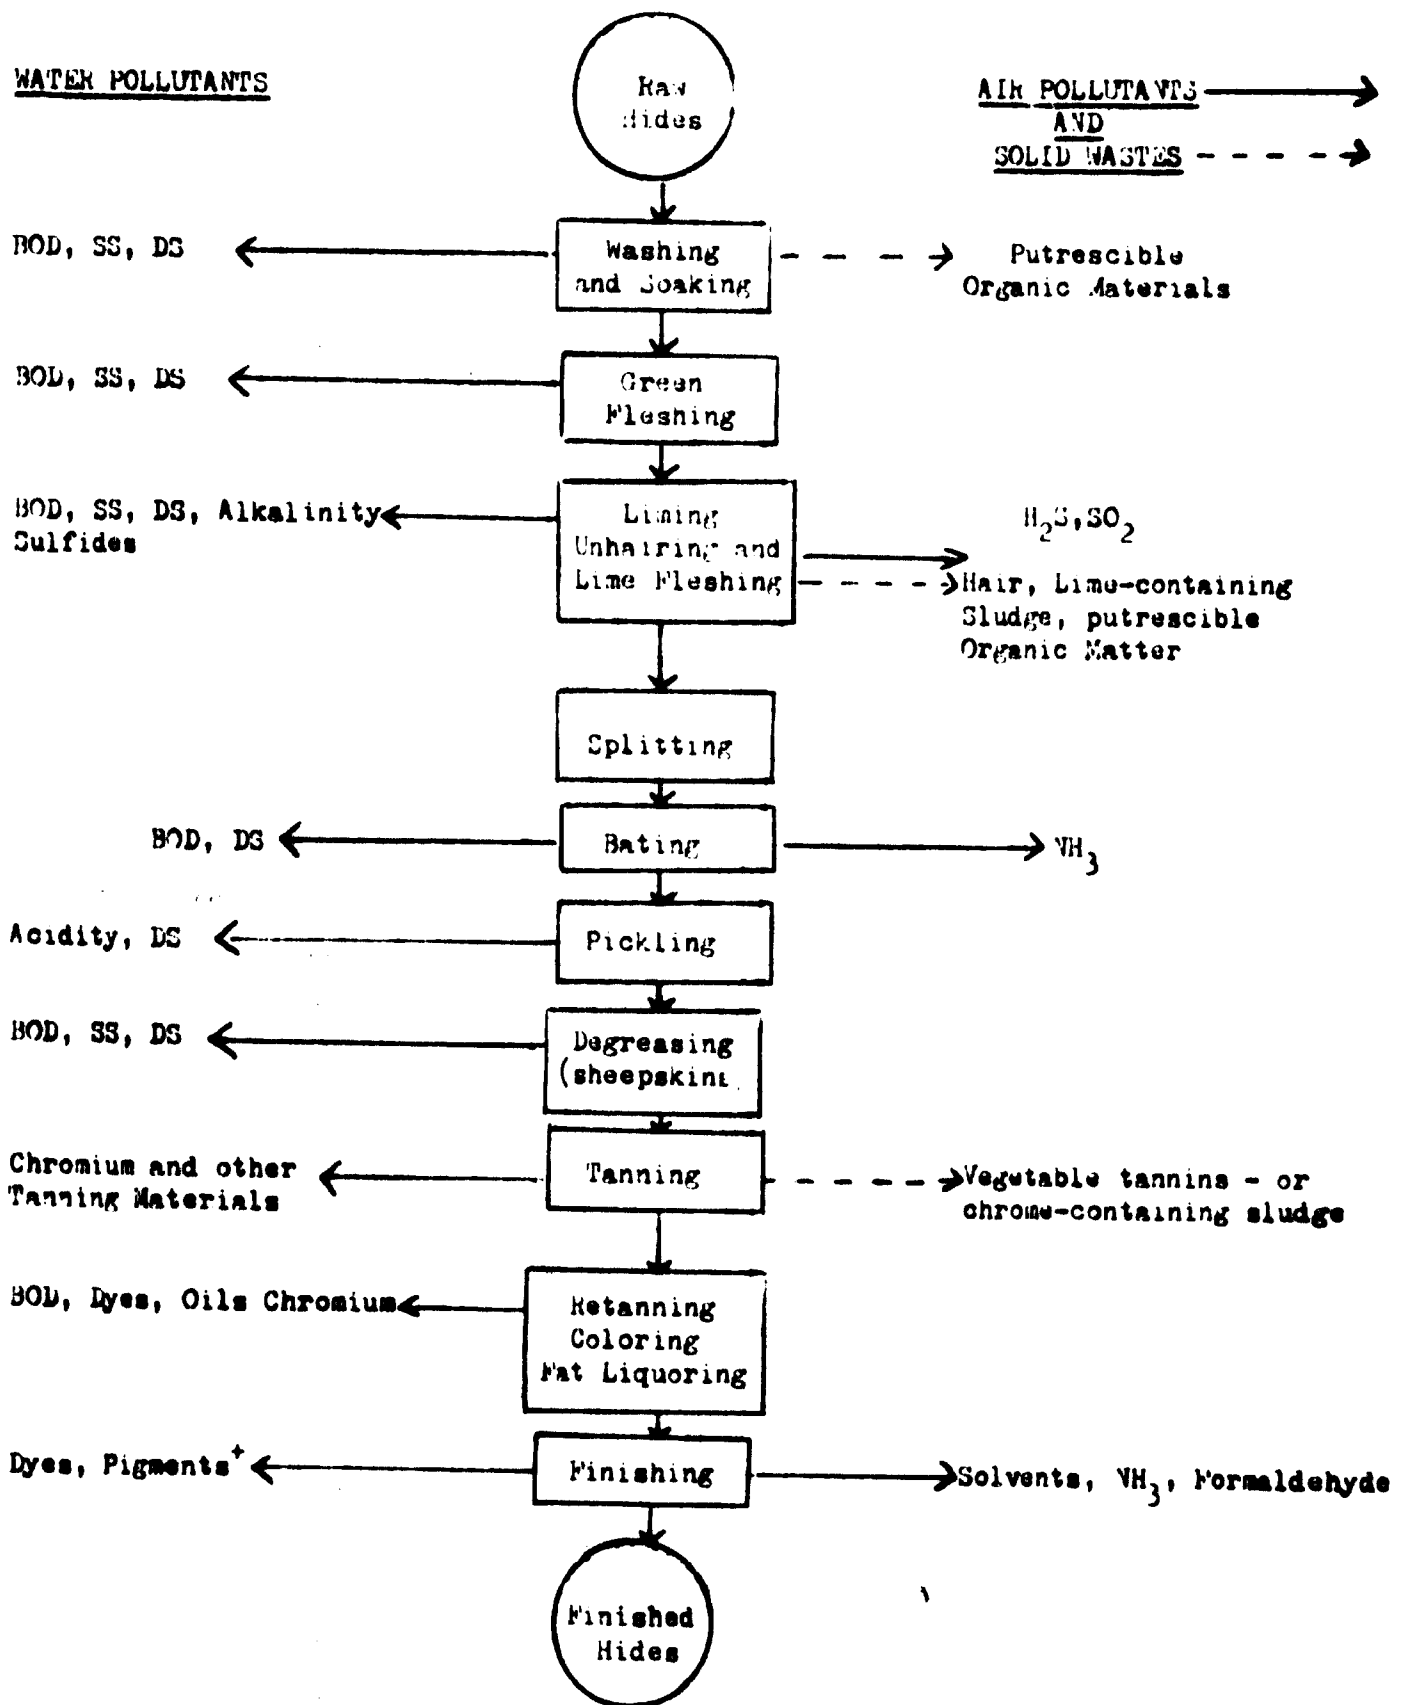 WATER POLLUTANTS
Raw
Hides
AIR POLLUTANTS
AND
SOLID WASTES
BOD, SS, DS
Washing
and Soaking
Putrescible
Organic Materials
BOD, SS, DS
Green
Fleshing
BOD, SS, DS, Alkalinity
Sulfides
Liming
Unhairing and
Lime Fleshing
H2S,SO2
Hair, Lime-containing
Sludge, putrescible
Organic Matter
Splitting
BOD, DS
Bating
NH3
Acidity, DS
Pickling
BOD, SS, DS
Degreasing
(sheepskins
Chromium and other
Tanning Materials
Tanning
Vegetable tannins - or
chrome-containing sludge
BOD, Dyes, Oils Chromium
Retanning
Coloring
Fat Liquoring
Dyes, Pigments+
Finishing
Solvents, NH3, Formaldehyde
Finished
Hides